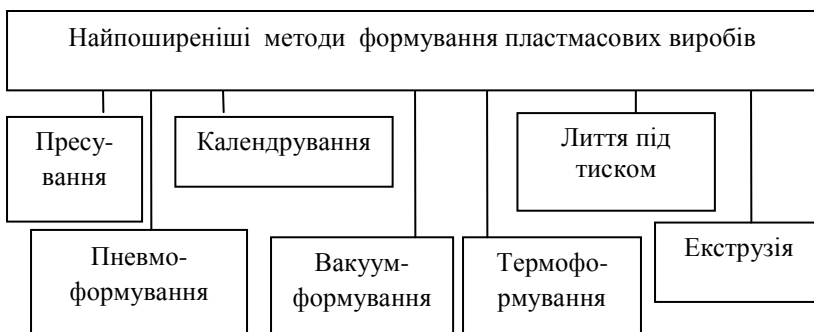 Найпоширеніші методи формування пластмасових виробів
Пресу-
вання
Календрування
Лиття під
тиском
Пневмо-
формування
Вакуум-
формування
Термофо-
рмування
Екструзія